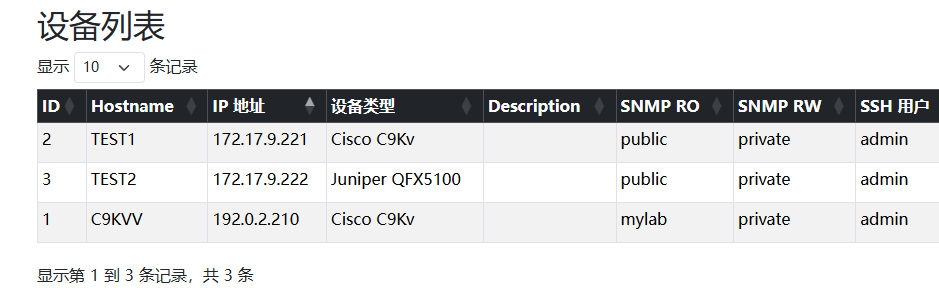 设备列表
显示 10 条记录
ID Hostname IP 地址 设备类型 Description SNMP RO SNMP RW SSH 用户
2 TEST1 172.17.9.221 Cisco C9Kv public private admin
3 TEST2 172.17.9.222 Juniper QFX5100 public private admin
1 C9KVV 192.0.2.210 Cisco C9Kv mylab private admin
显示第 1 到 3 条记录，共 3 条